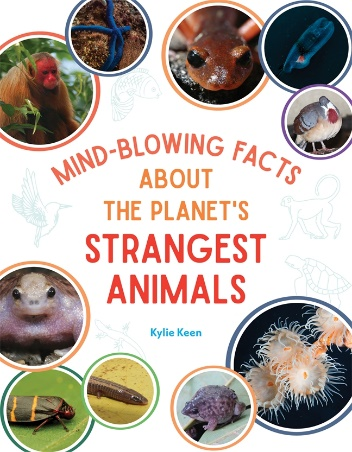 MIND-BLOWING FACTS
ABOUT
THE PLANET'S
STRANGEST
ANIMALS
Kylie Keen